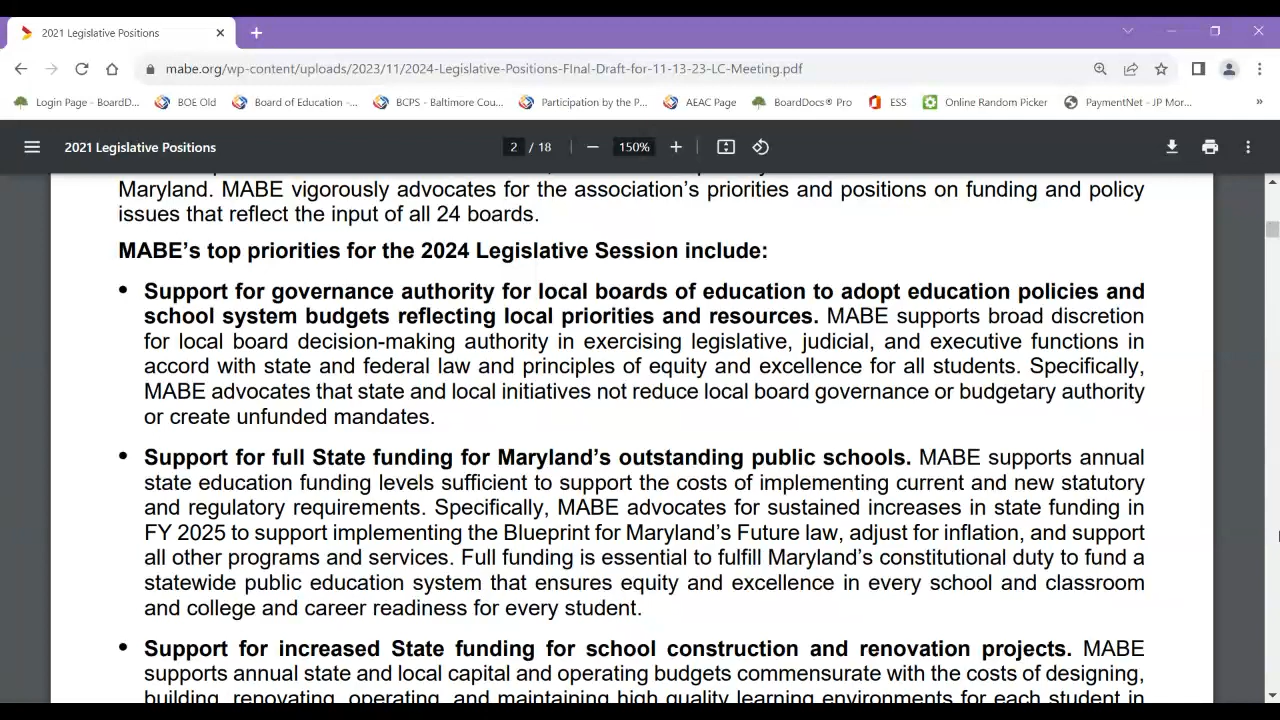 2021 Legislative Positions
mabe.org/wp-content/uploads/2023/11/2024-Legislative-Positions-FInal-Draft-for-11-13-23-LC-Meeting.pdf
Login Page - BoardD... BOE Old Board of Education -... BCPS - Baltimore Cou... Participation by the P... AEAC Page BoardDocs® Pro ESS Online Random Picker PaymentNet - JP Mor... »
2021 Legislative Positions 2 / 18 150%
Maryland. MABE vigorously advocates for the association's priorities and positions on funding and policy
issues that reflect the input of all 24 boards.
MABE's top priorities for the 2024 Legislative Session include:
• Support for governance authority for local boards of education to adopt education policies and
school system budgets reflecting local priorities and resources. MABE supports broad discretion
for local board decision-making authority in exercising legislative, judicial, and executive functions in
accord with state and federal law and principles of equity and excellence for all students. Specifically,
MABE advocates that state and local initiatives not reduce local board governance or budgetary authority
or create unfunded mandates.
• Support for full State funding for Maryland's outstanding public schools. MABE supports annual
state education funding levels sufficient to support the costs of implementing current and new statutory
and regulatory requirements. Specifically, MABE advocates for sustained increases in state funding in
FY 2025 to support implementing the Blueprint for Maryland's Future law, adjust for inflation, and support
all other programs and services. Full funding is essential to fulfill Maryland's constitutional duty to fund a
statewide public education system that ensures equity and excellence in every school and classroom
and college and career readiness for every student.
• Support for increased State funding for school construction and renovation projects. MABE
supports annual state and local capital and operating budgets commensurate with the costs of designing,
building, renovating, operating, and maintaining high quality learning environments for each student in